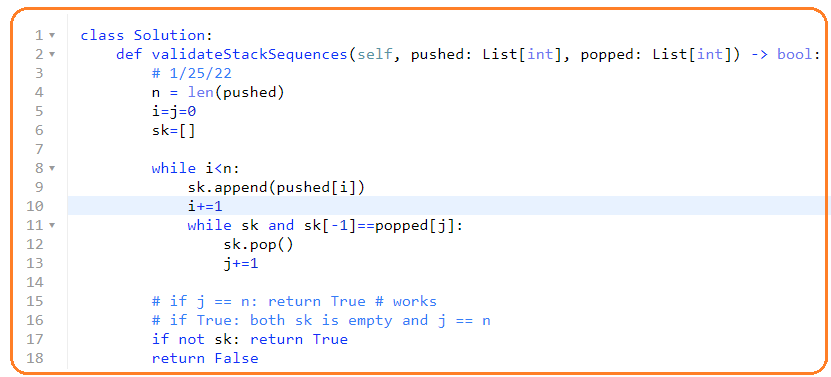 1 class Solution:
2     def validateStackSequences(self, pushed: List[int], popped: List[int]) -> bool:
3         # 1/25/22
4         n = len(pushed)
5         i=j=0
6         sk=[]
7
8         while i<n:
9             sk.append(pushed[i])
10             i+=1
11             while sk and sk[-1]==popped[j]:
12                 sk.pop()
13                 j+=1
14
15         # if j == n: return True # works
16         # if True: both sk is empty and j == n
17         if not sk: return True
18         return False